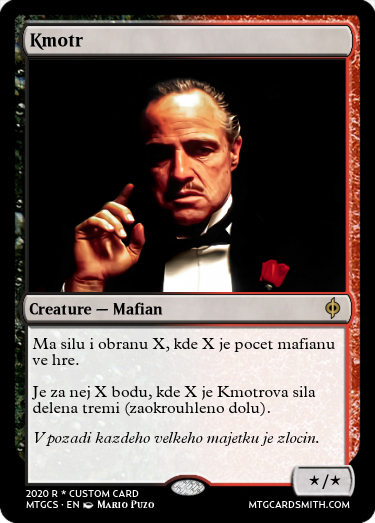 Kmotr
Creature — Mafian
Ma silu i obranu X, kde X je pocet mafianu
ve hre.
Je za nej X bodu, kde X je Kmotrova sila
delena tremi (zaokrouhleno dolu).
V pozadi kazdeho velkeho majetku je zlocin.
*/*
2020 R * CUSTOM CARD
MTGCS · EN Mario Puzo
MTGCARDSMITH.COM